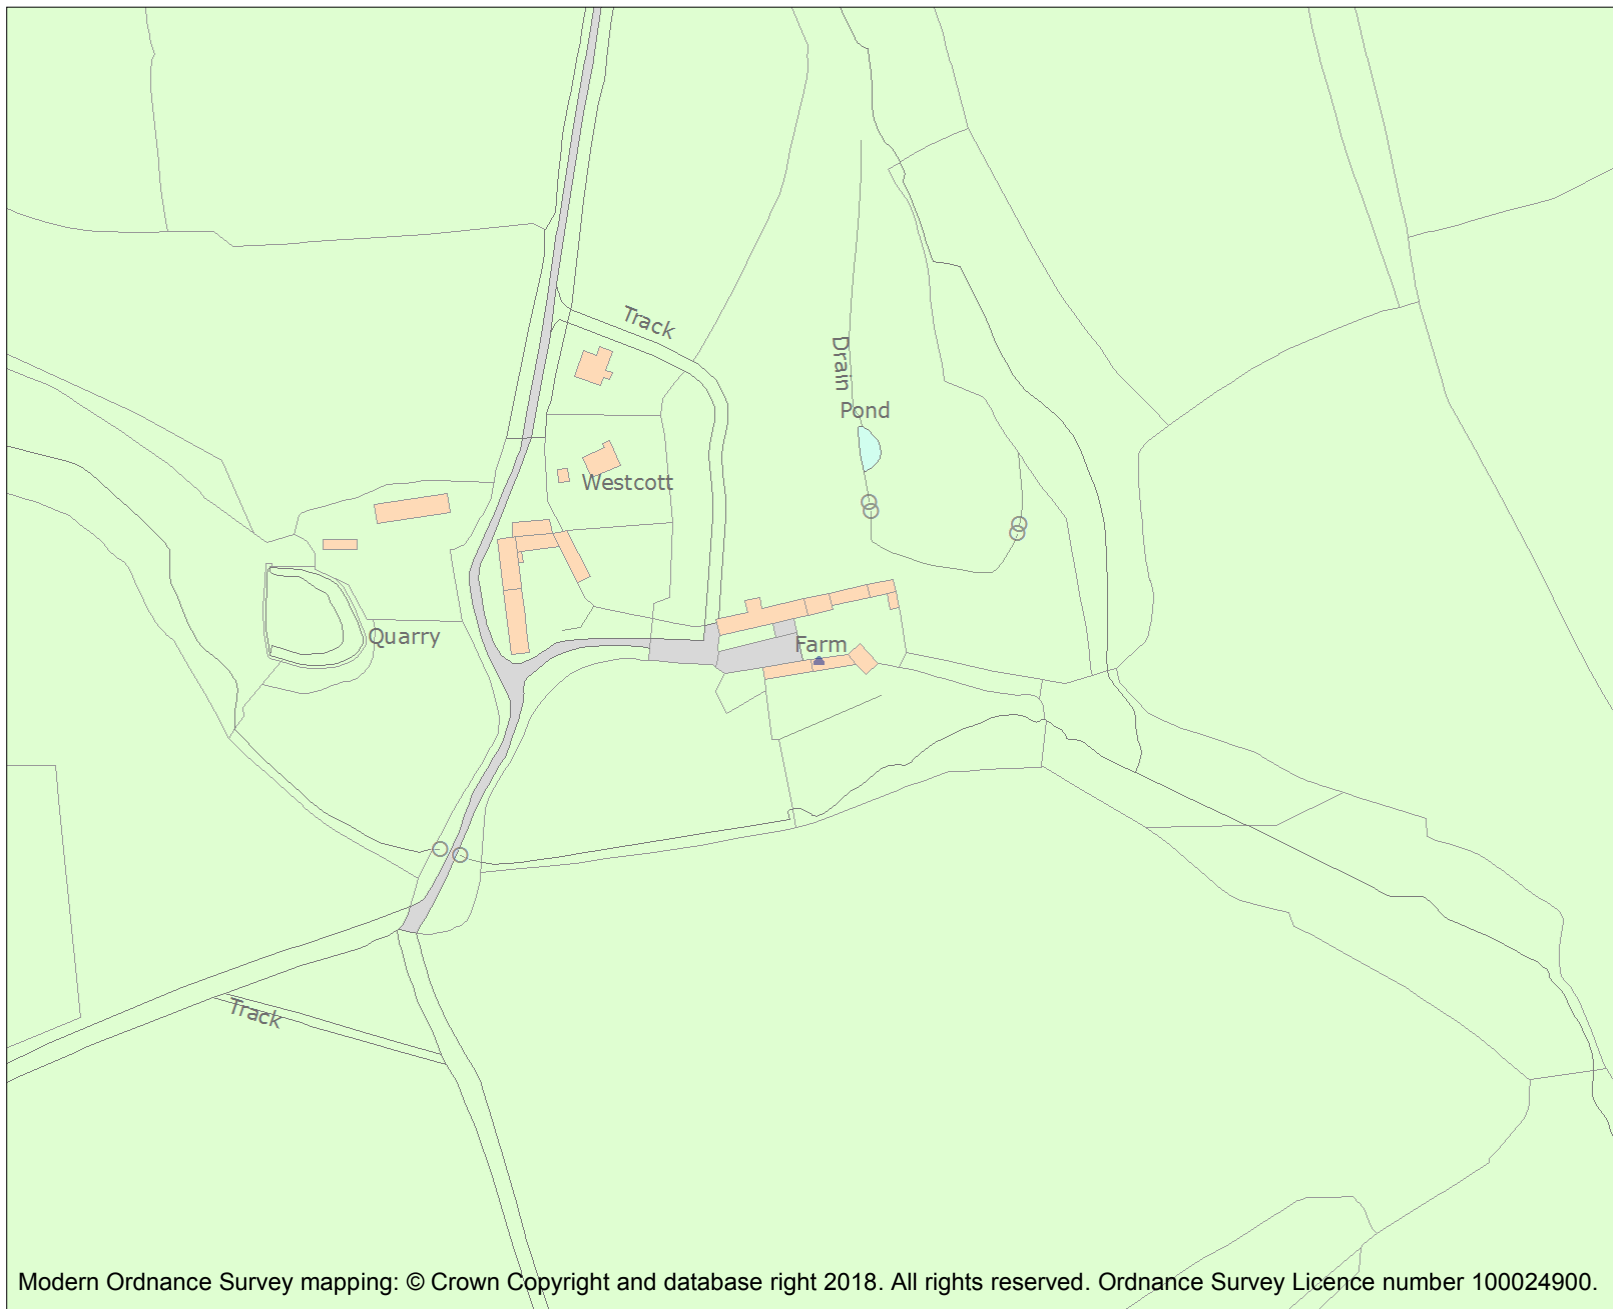 Track
Drain
Pond
Westcott
Quarry
Farm
Track
Modern Ordnance Survey mapping: © Crown Copyright and database right 2018. All rights reserved. Ordnance Survey Licence number 100024900.